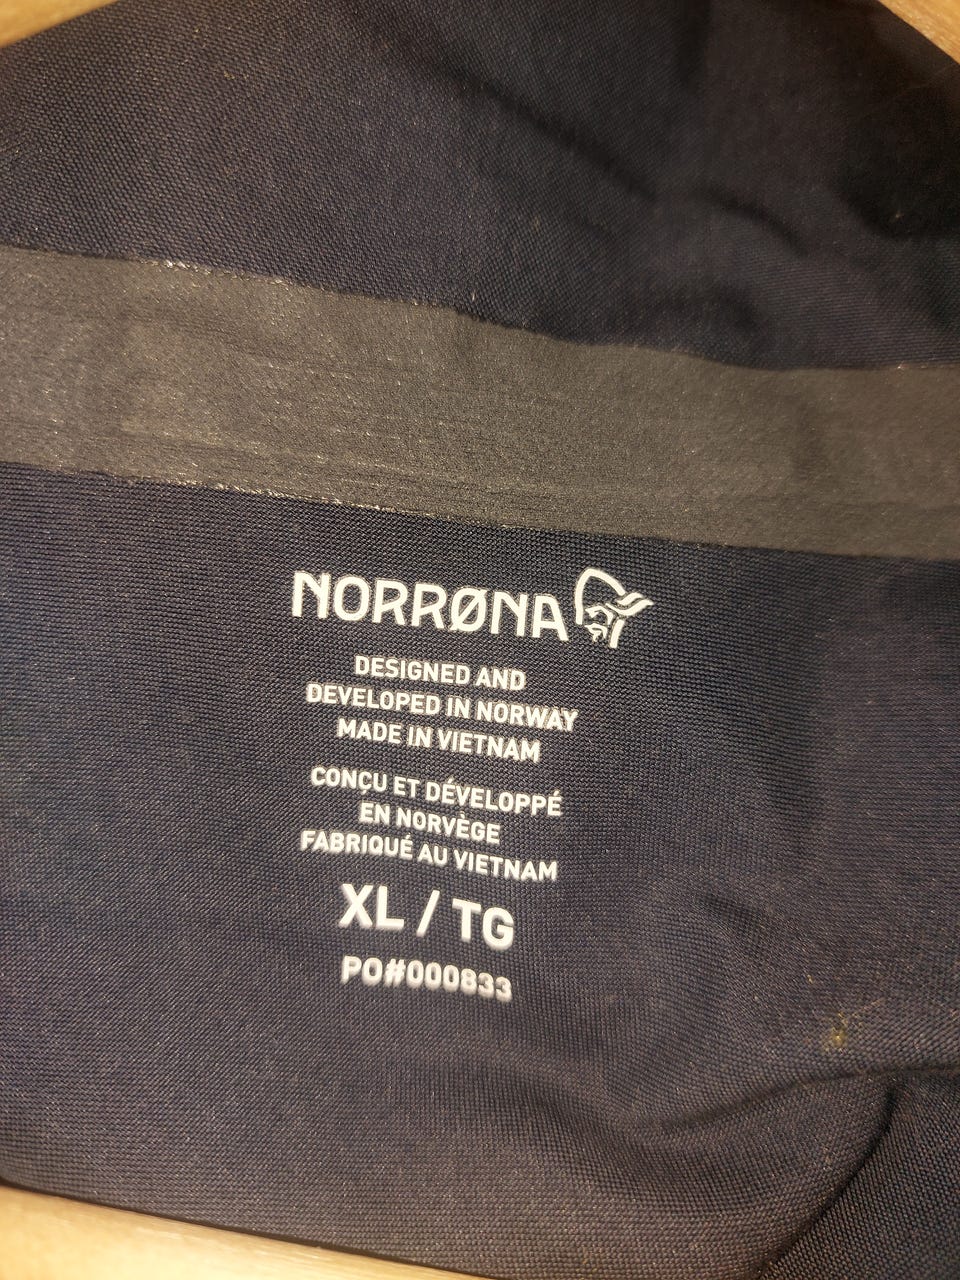 NORRØNA
DESIGNED AND
DEVELOPED IN NORWAY
MADE IN VIETNAM
CONÇU ET DÉVELOPPÉ
EN NORVÈGE
FABRIQUÉ AU VIETNAM
XL / TG
PO#000833